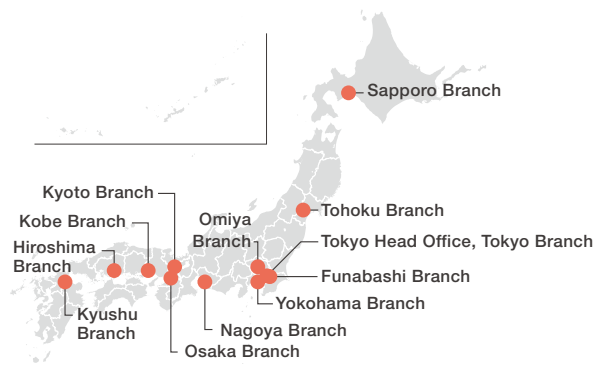 Sapporo Branch
Kyoto Branch
Kobe Branch
Hiroshima
Branch
Omiya
Branch
Tohoku Branch
Tokyo Head Office, Tokyo Branch
Funabashi Branch
Yokohama Branch
Kyushu
Branch
Nagoya Branch
Osaka Branch